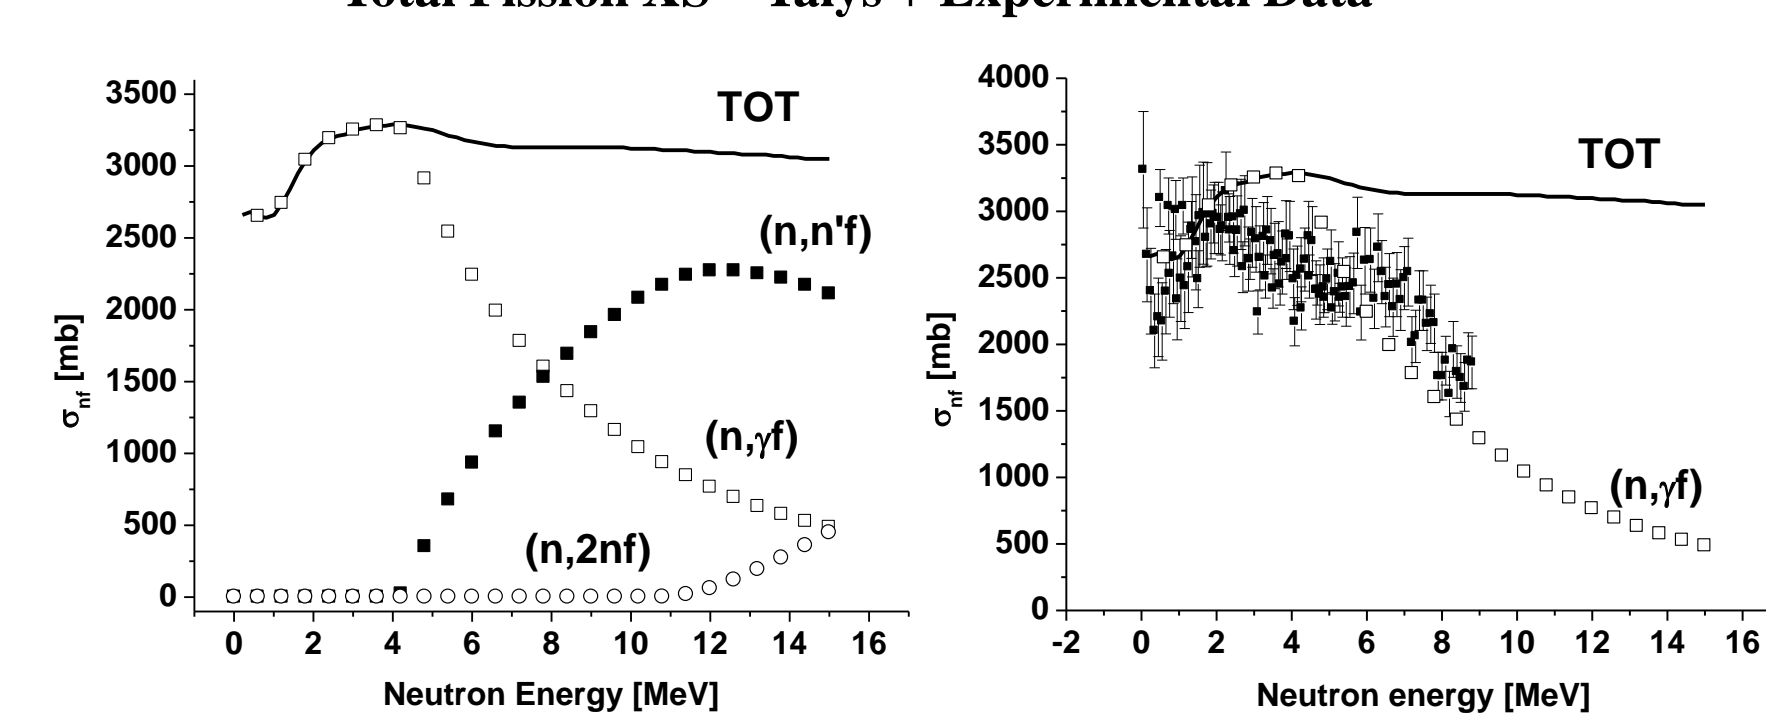 Total Fission XS – Talys + Experimental Data
3500
3000
2500
2000
1500
1000
500
0
σnf [mb]
TOT
(n,n'f)
(n,γf)
(n,2nf)
0 2 4 6 8 10 12 14 16
Neutron Energy [MeV]
4000
3500
3000
2500
2000
1500
1000
500
0
σnf [mb]
TOT
(n,γf)
-2 0 2 4 6 8 10 12 14 16
Neutron energy [MeV]